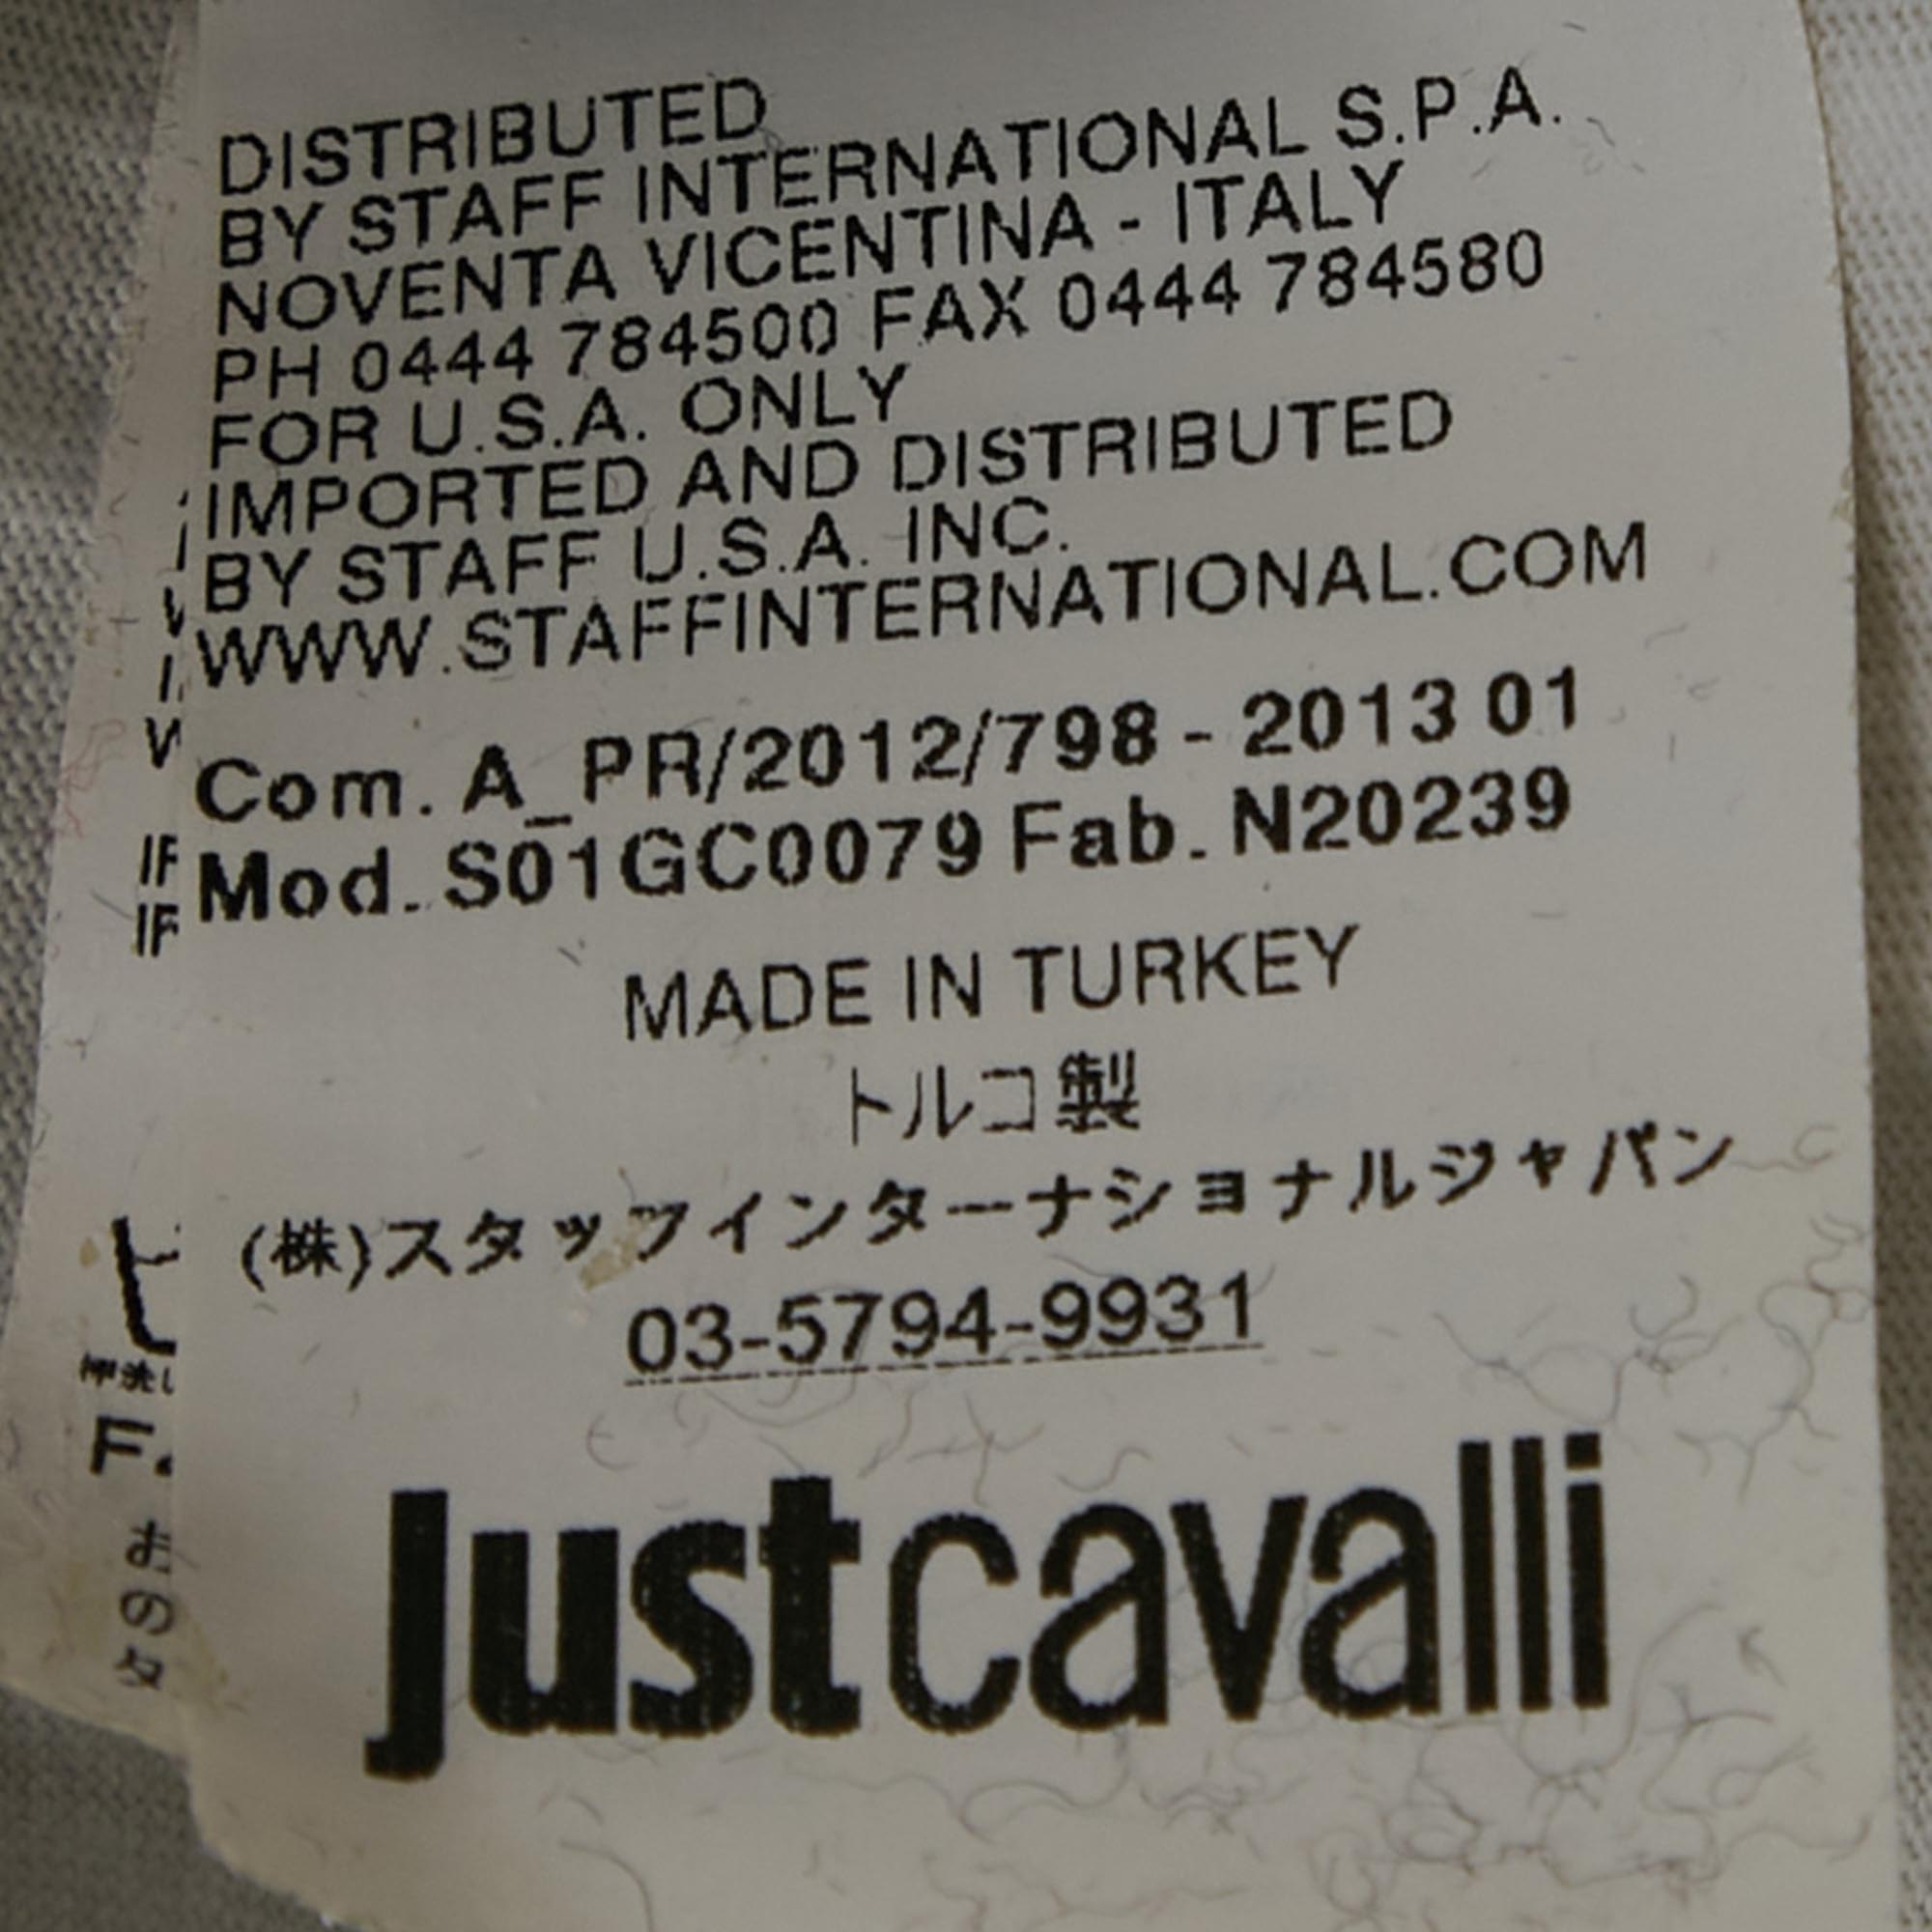 DISTRIBUTED
BY STAFF INTERNATIONAL S.P.A.
NOVENTA VICENTINA - ITALY
PH 0444 784500 FAX 0444 784580
FOR U.S.A. ONLY
IMPORTED AND DISTRIBUTED
BY STAFF U.S.A. INC.
WWW.STAFFINTERNATIONAL.COM
Com. A_PR/2012/798 - 2013 01
Mod. S01GC0079 Fab. N20239
MADE IN TURKEY
トルコ製
(株)スタッフインターナショナルジャパン
03-5794-9931
Justcavalli